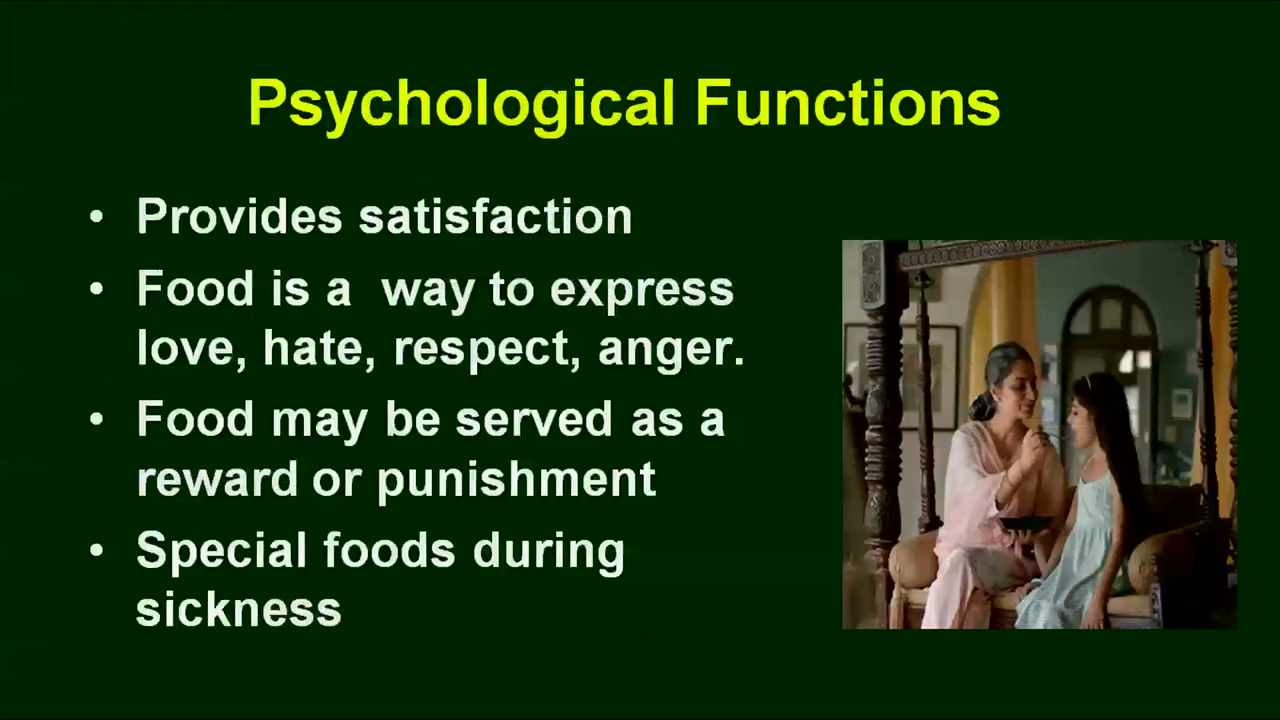 Psychological Functions
• Provides satisfaction
• Food is a  way to express
love, hate, respect, anger.
• Food may be served as a
reward or punishment
• Special foods during
sickness